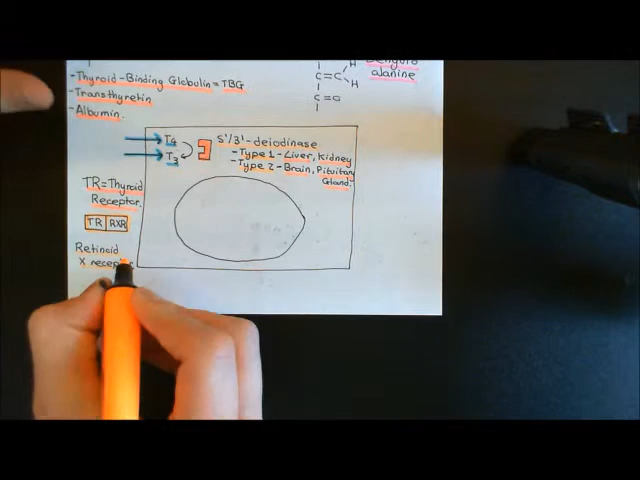 - Thyroid-Binding Globulin = TBG
- Transthyretin
- Albumin.
alanine
C=C
H
H
C=O
T4
T3
5'/3'-deiodinase
- Type 1 - Liver, Kidney
- Type 2 - Brain, Pituitary
Gland.
TR=Thyroid
Receptor.
TR RXR
Retinoid
X receptor